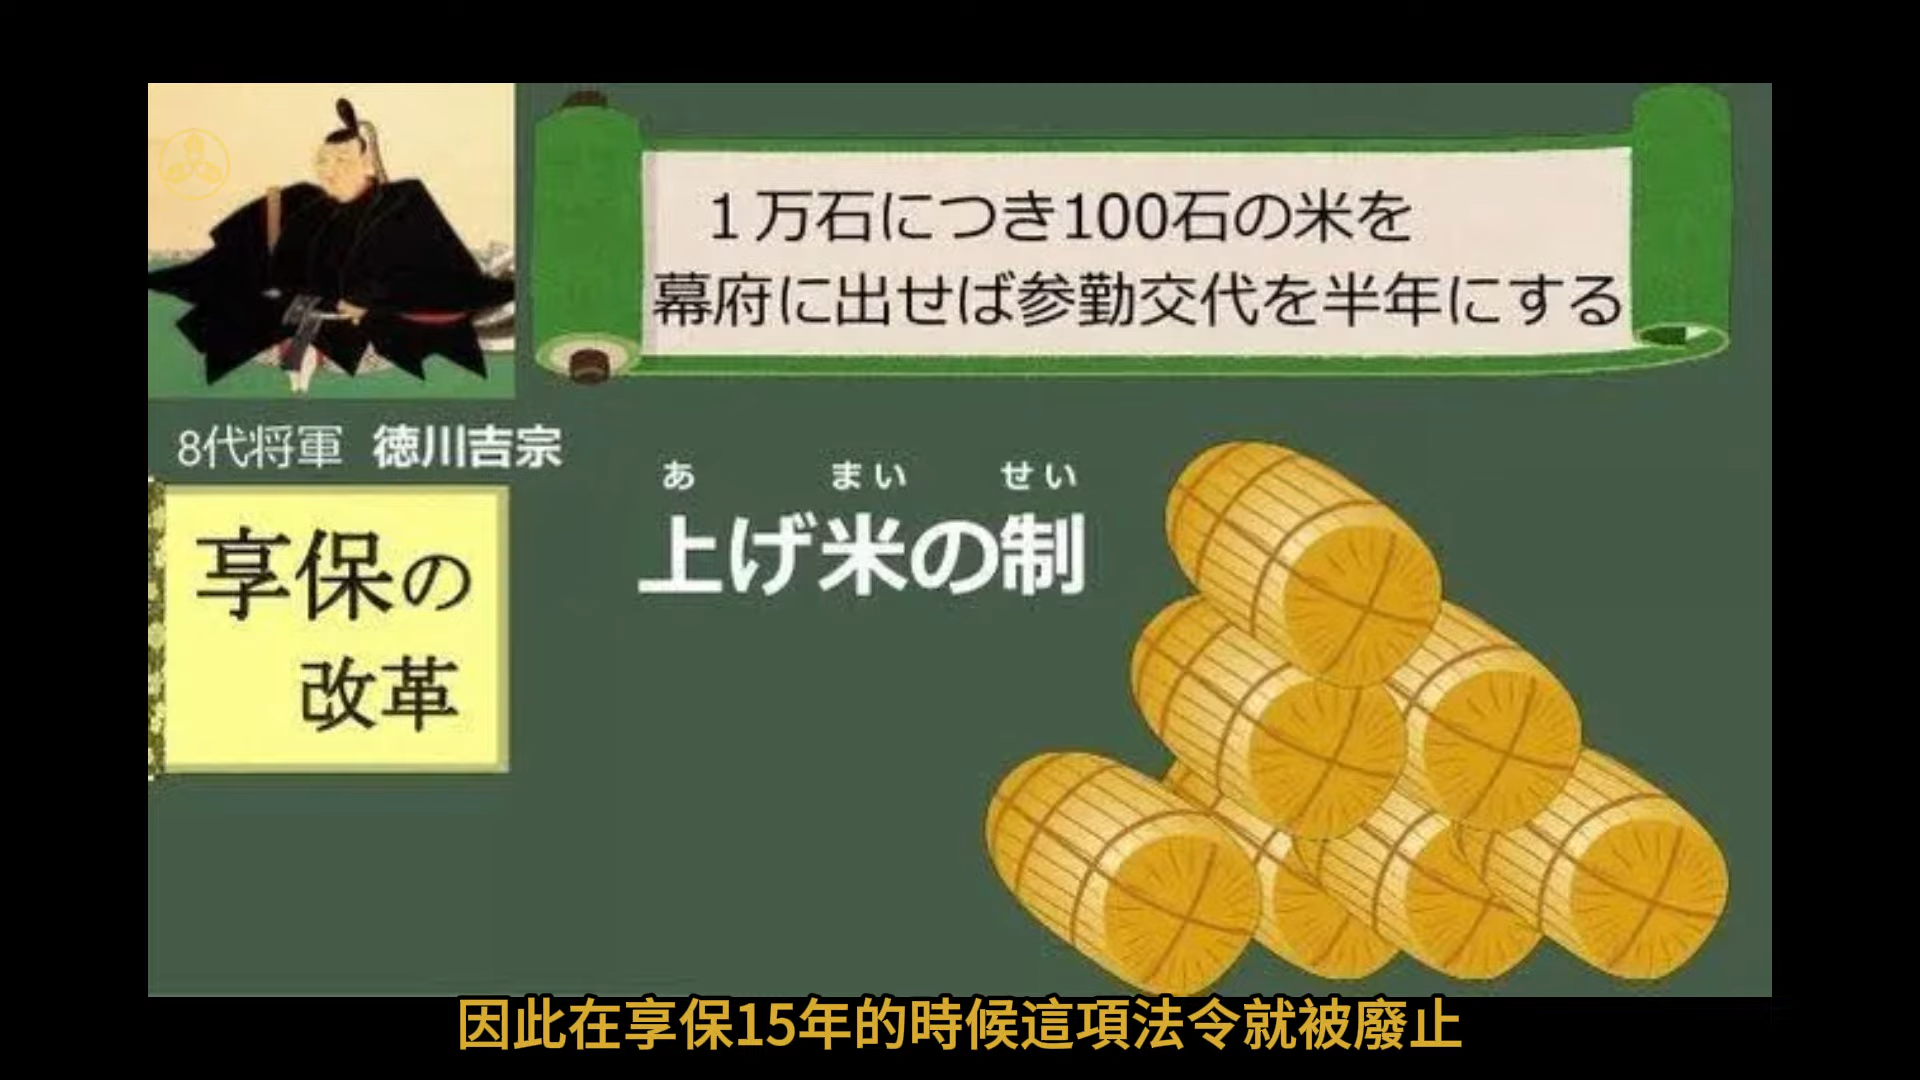 １万石につき100石の米を
幕府に出せば参勤交代を半年にする
8代将軍 徳川吉宗
享保の
改革
あ まい せい
上げ米の制
因此在享保15年的時候這項法令就被廢止